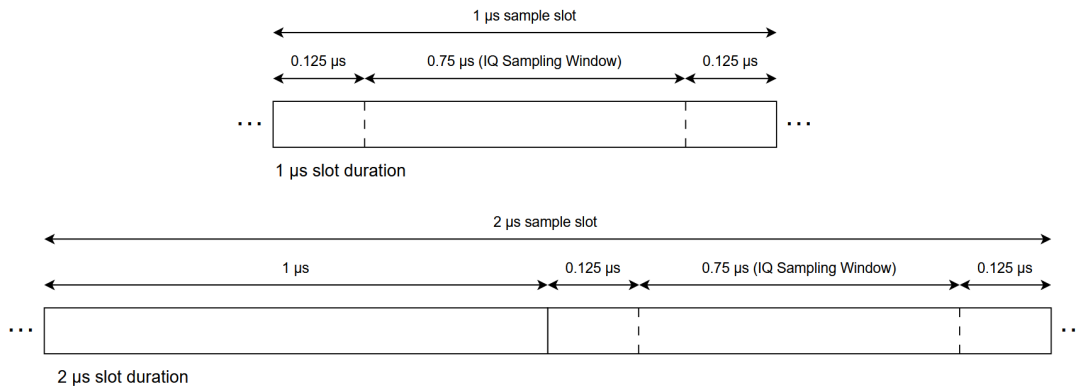 1 µs sample slot
0.125 µs 0.75 µs (IQ Sampling Window) 0.125 µs
... ...
1 µs slot duration
2 µs sample slot
1 µs 0.125 µs 0.75 µs (IQ Sampling Window) 0.125 µs
... ...
2 µs slot duration